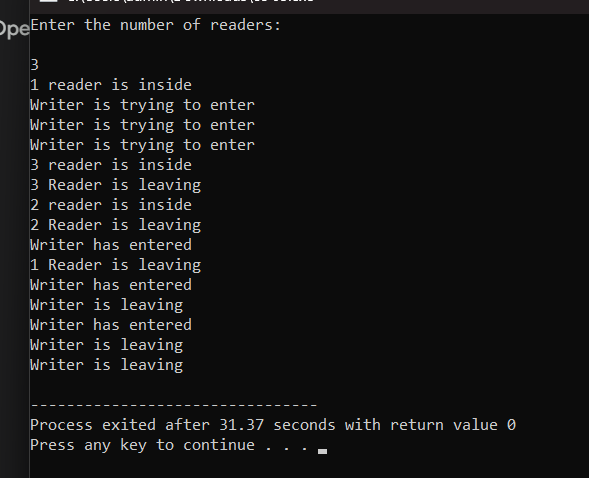 Ope
Enter the number of readers:
3
1 reader is inside
Writer is trying to enter
Writer is trying to enter
Writer is trying to enter
3 reader is inside
3 Reader is leaving
2 reader is inside
2 Reader is leaving
Writer has entered
1 Reader is leaving
Writer has entered
Writer is leaving
Writer has entered
Writer is leaving
Writer is leaving
--------------------------------
Process exited after 31.37 seconds with return value 0
Press any key to continue . . .